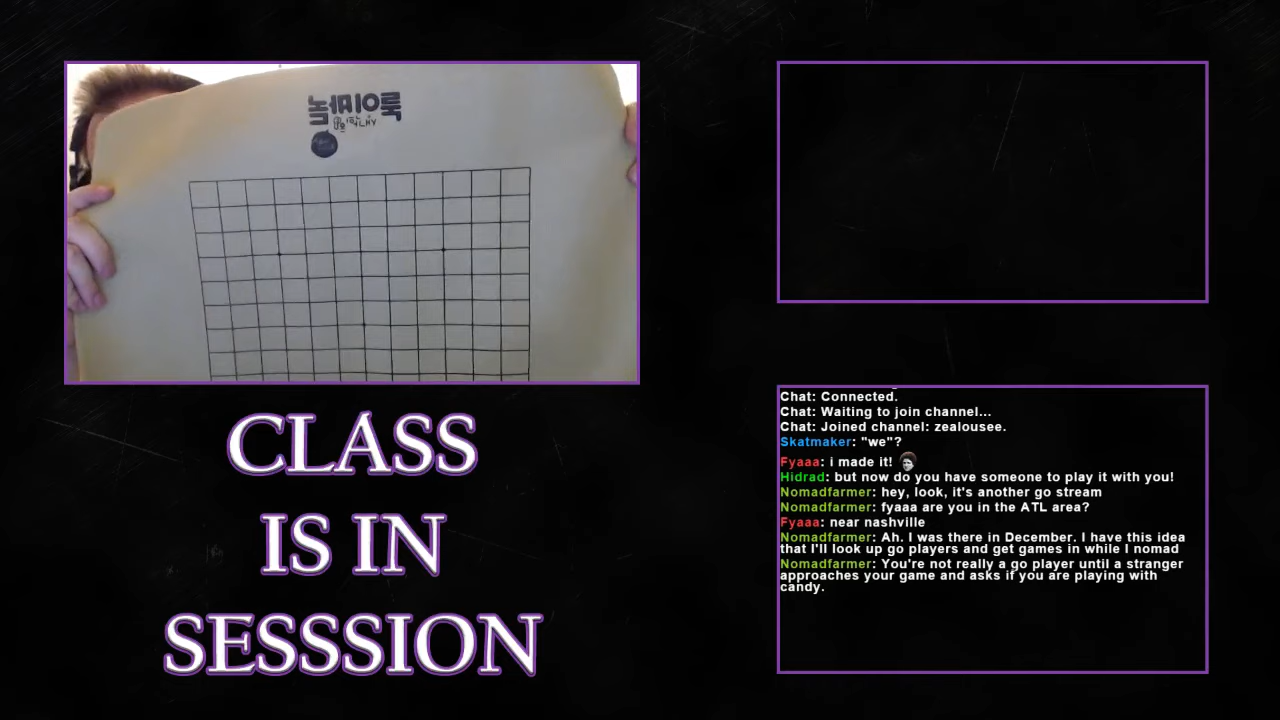 CLASS
IS IN
SESSSION
Chat: Connected.
Chat: Waiting to join channel...
Chat: Joined channel: zealousee.
Skatmaker: "we"?
Fyaaa: i made it!
Hidrad: but now do you have someone to play it with you!
Nomadfarmer: hey, look, it's another go stream
Nomadfarmer: fyaaa are you in the ATL area?
Fyaaa: near nashville
Nomadfarmer: Ah. I was there in December. I have this idea
that I'll look up go players and get games in while I nomad
Nomadfarmer: You're not really a go player until a stranger
approaches your game and asks if you are playing with
candy.